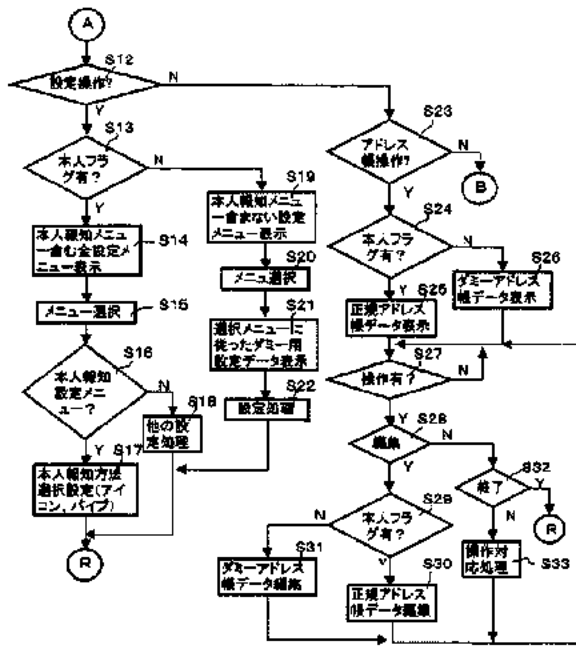 A
S12
設定操作?
N
Y
S13
本人フラ
グ有?
N
Y
S14
本人報知メニュ
ー含む全設定メ
ニュー表示
S15
メニュー選択
S16
本人報知
設定メニ
ュー?
N
Y
S18
他の設
定処理
S17
本人報知方法
選択設定(アイ
コン、バイブ)
R
S19
本人報知メニュ
ー含まない設定
メニュー表示
S20
メニュ選択
S21
選択メニューに
従ったダミー用
設定データ表示
S22
設定処理
S23
アドレス
帳操作?
N
B
Y
S24
本人フラ
グ有?
N
Y
S25
正規アドレス
帳データ表示
S26
ダミーアドレス
帳データ表示
S27
操作有?
N
Y
S28
編集
N
Y
S29
本人フラ
グ有?
N
Y
S31
ダミーアドレス
帳データ編集
S30
正規アドレス
帳データ編集
S32
終了
Y
R
N
操作対
応処理
S33